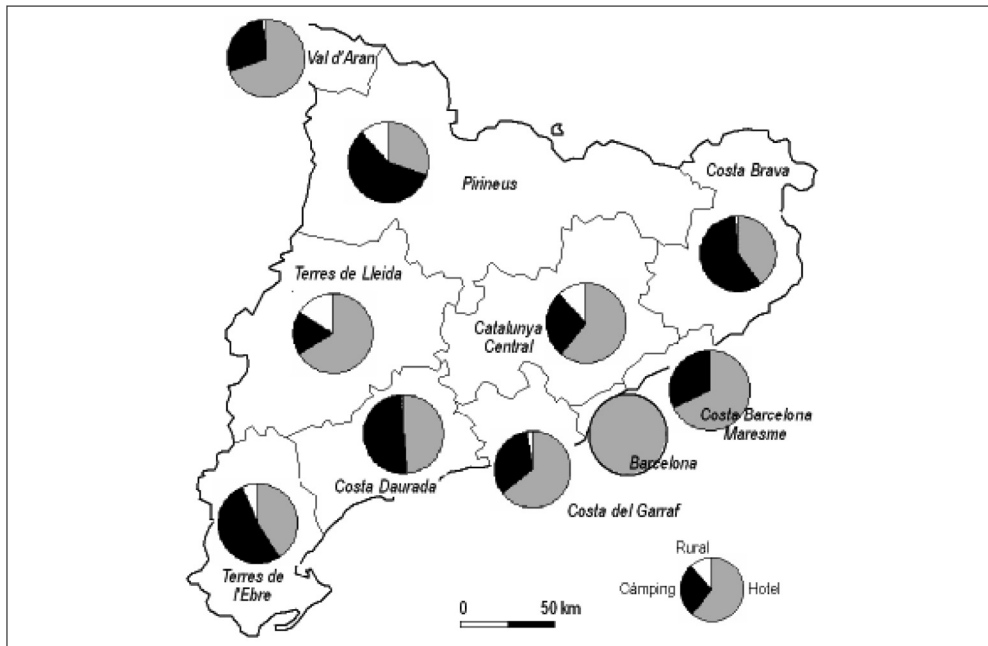 Val d'Aran
Pirineus
Costa Brava
Terres de Lleida
Catalunya
Central
Costa Barcelona
Maresme
Barcelona
Costa Daurada
Costa del Garraf
Terres de
l'Ebre
Rural
Càmping
Hotel
0 50 km